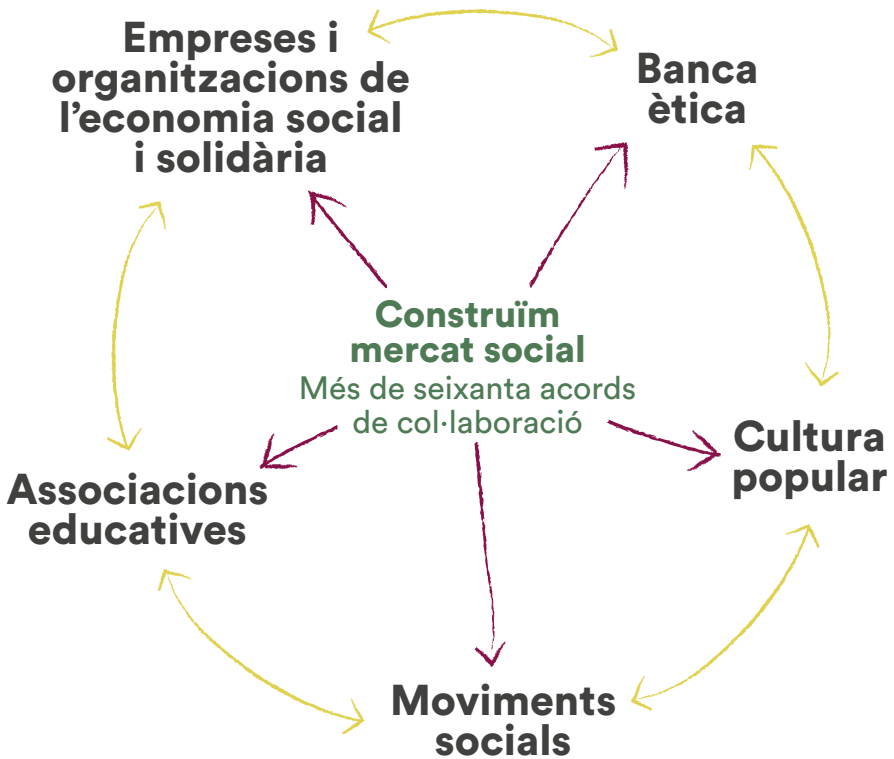 Empreses i
organitzacions de
l’economia social
i solidària
Banca
ètica
Construïm
mercat social
Més de seixanta acords
de col·laboració
Cultura
popular
Associacions
educatives
Moviments
socials